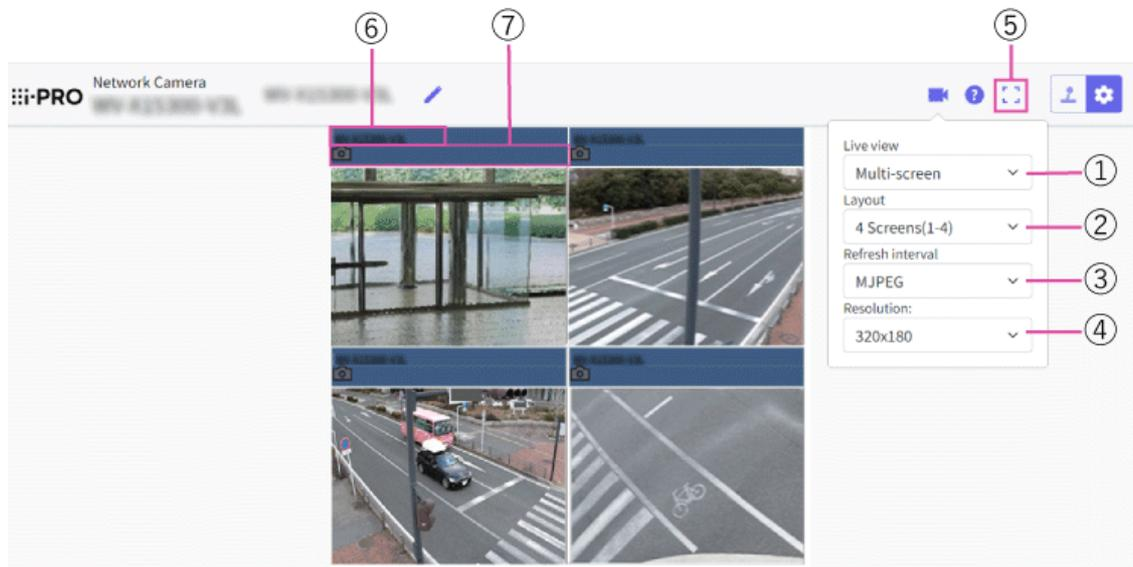 ⑥ ⑦ ⑤
i-PRO Network Camera
Live view
Multi-screen
①
Layout
4 Screens(1-4)
②
Refresh interval
MJPEG
③
Resolution:
320x180
④